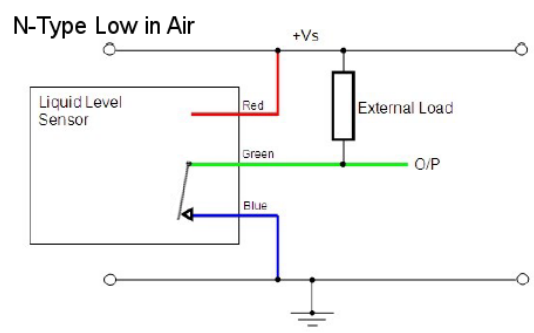 N-Type Low in Air
+Vs
Liquid Level
Sensor
Red
External Load
Green
O/P
Blue